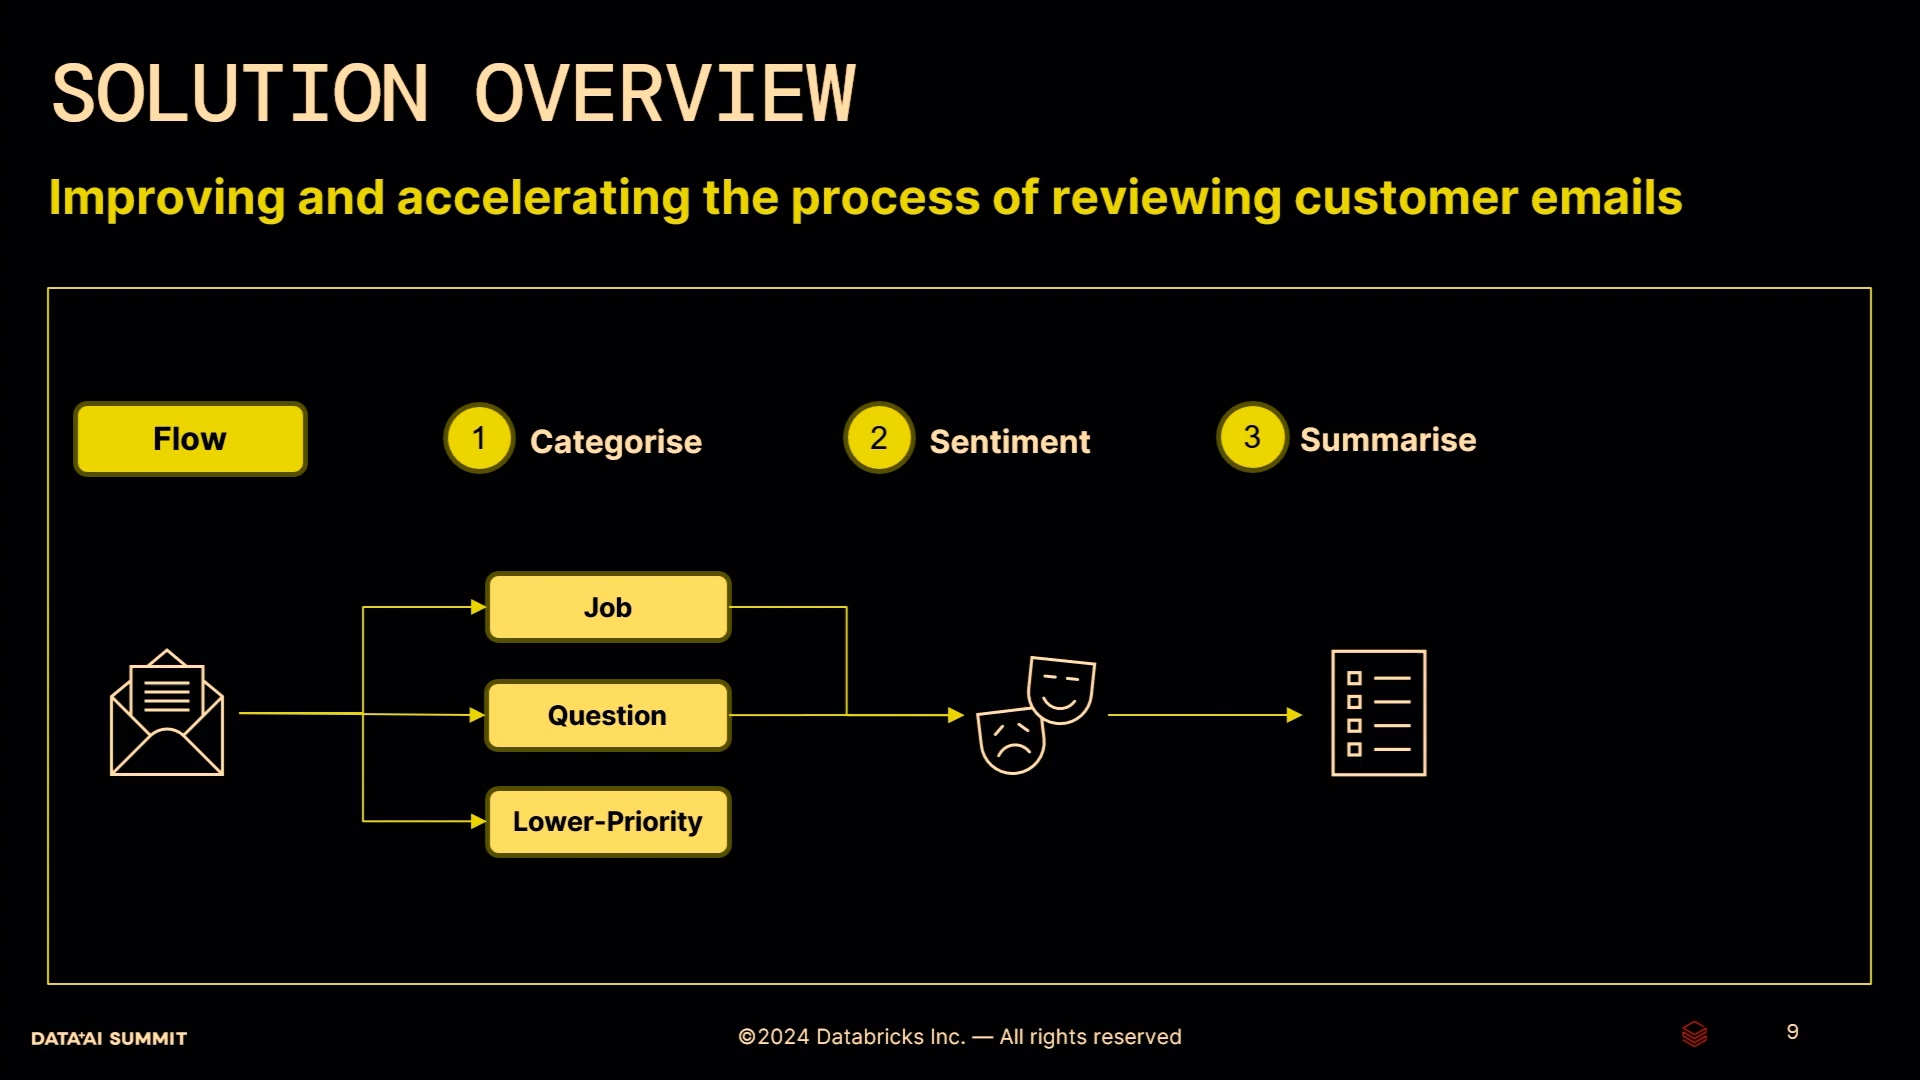 SOLUTION OVERVIEW
Improving and accelerating the process of reviewing customer emails
Flow
1 Categorise
2 Sentiment
3 Summarise
Job
Question
Lower-Priority
DATA+AI SUMMIT
©2024 Databricks Inc. — All rights reserved
9